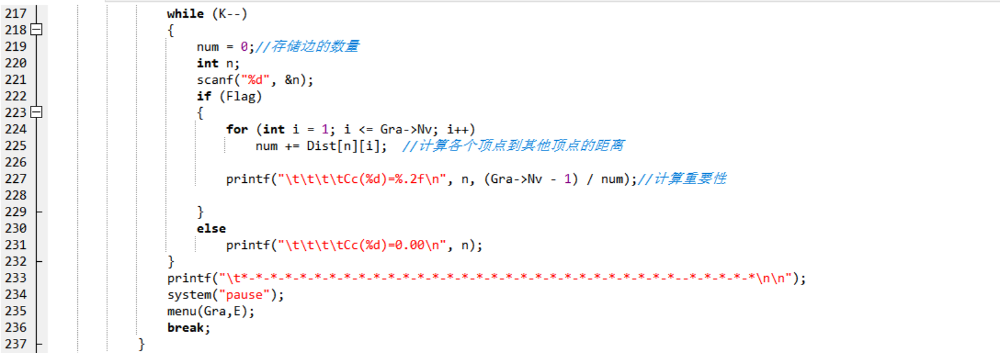 217 while (K--)
218 {
219 num = 0;//存储边的数量
220 int n;
221 scanf("%d", &n);
222 if (Flag)
223 {
224 for (int i = 1; i <= Gra->Nv; i++)
225 num += Dist[n][i]; //计算各个顶点到其他顶点的距离
226
227 printf("\t\t\t\tCc(%d)=%.2f\n", n, (Gra->Nv - 1) / num);//计算重要性
228
229 }
230 else
231 printf("\t\t\t\tCc(%d)=0.00\n", n);
232 }
233 printf("\t*-*-*-*-*-*-*-*-*-*-*-*-*-*-*-*-*-*-*-*-*-*-*-*-*-*-*-*-*-*--*-*-*-*-*\n\n");
234 system("pause");
235 menu(Gra,E);
236 break;
237 }